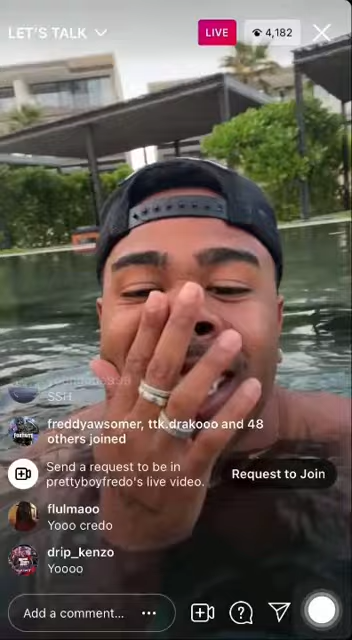 LET'S TALK
LIVE
4,182
SSH
freddyawsomer, ttk.drakooo and 48
others joined
Send a request to be in
prettyboyfredo's live video.
Request to Join
flulmaoo
Yooo credo
drip_kenzo
Yoooo
Add a comment...